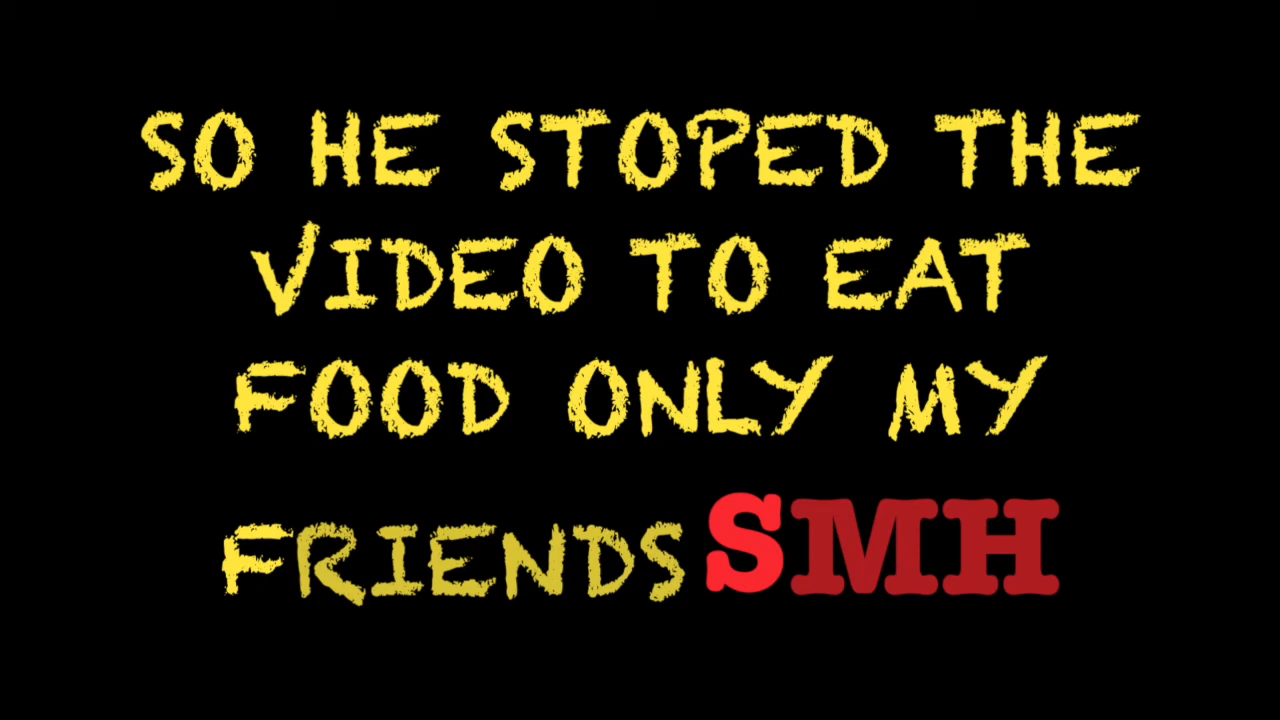 SO HE STOPED THE
VIDEO TO EAT
FOOD ONLY MY
FRIENDS SMH